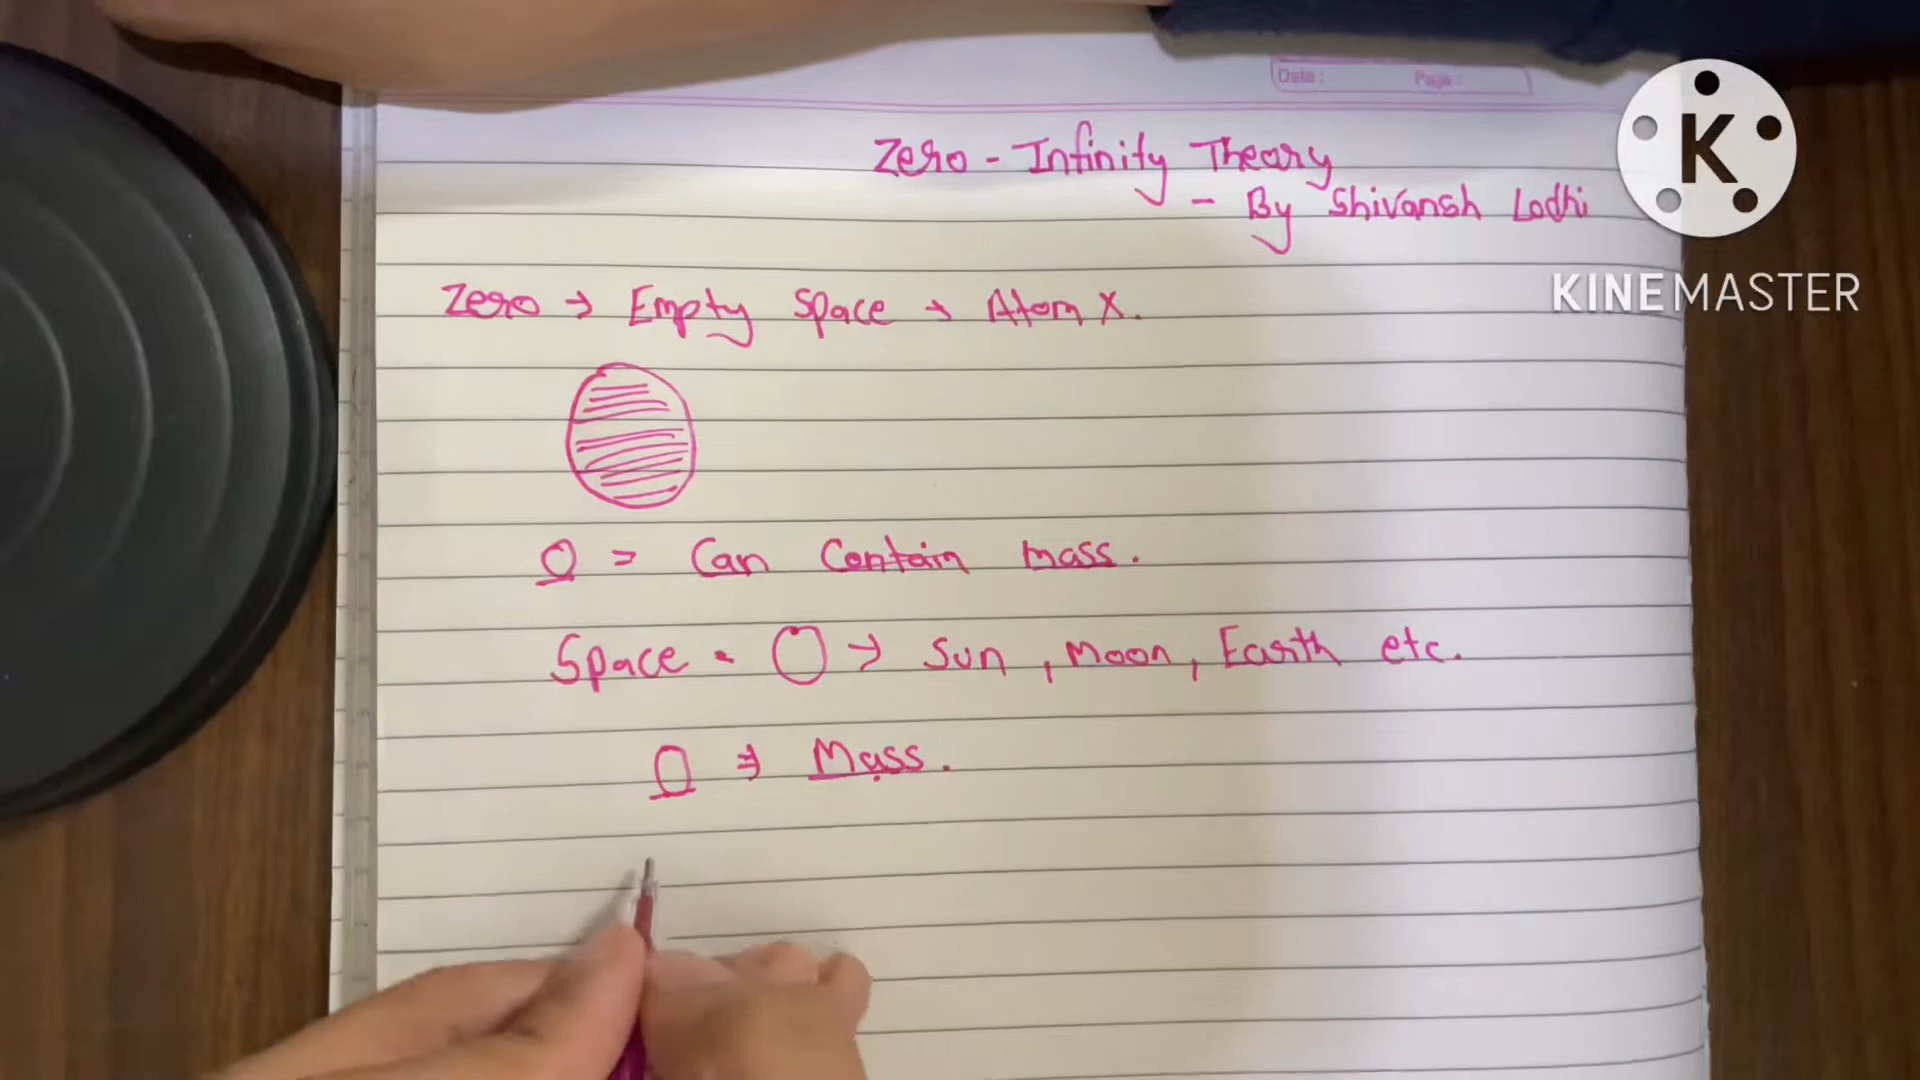 Date : Page :
Zero - Infinity Theory
- By Shivansh Lodhi
K
KINEMASTER
Zero → Empty Space → Atom X.
0 = Can Contain mass.
Space = 0 → Sun, Moon, Earth etc.
0 ⇒ Mass.